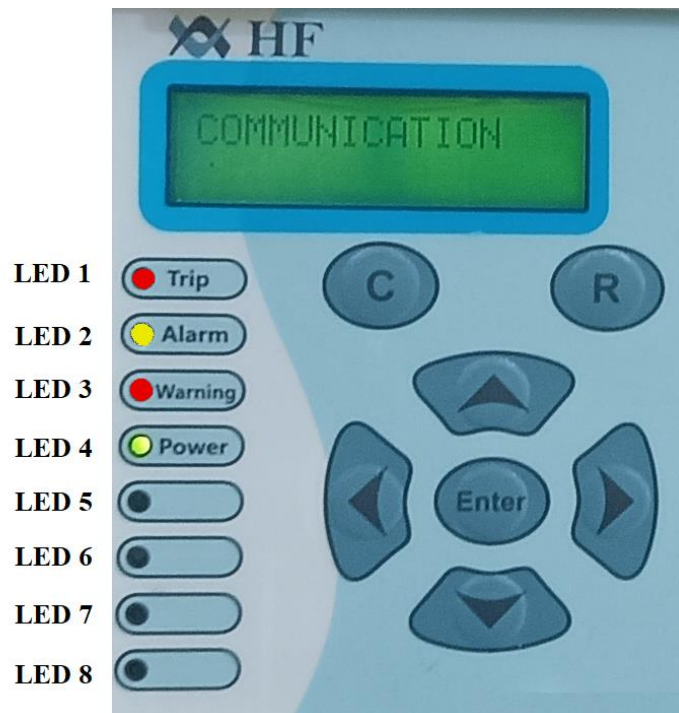 HF
COMMUNICATION
LED 1 Trip C R
LED 2 Alarm
LED 3 Warning
LED 4 Power
LED 5 Enter
LED 6
LED 7
LED 8